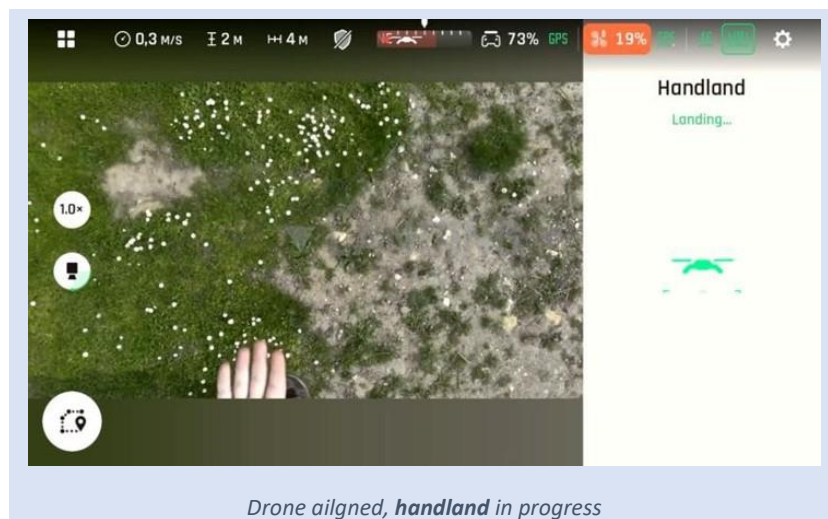 0,3 M/S 2 M 4 M 73% GPS 19%
Handland
Landing...
1.0×
Drone ailgned, handland in progress